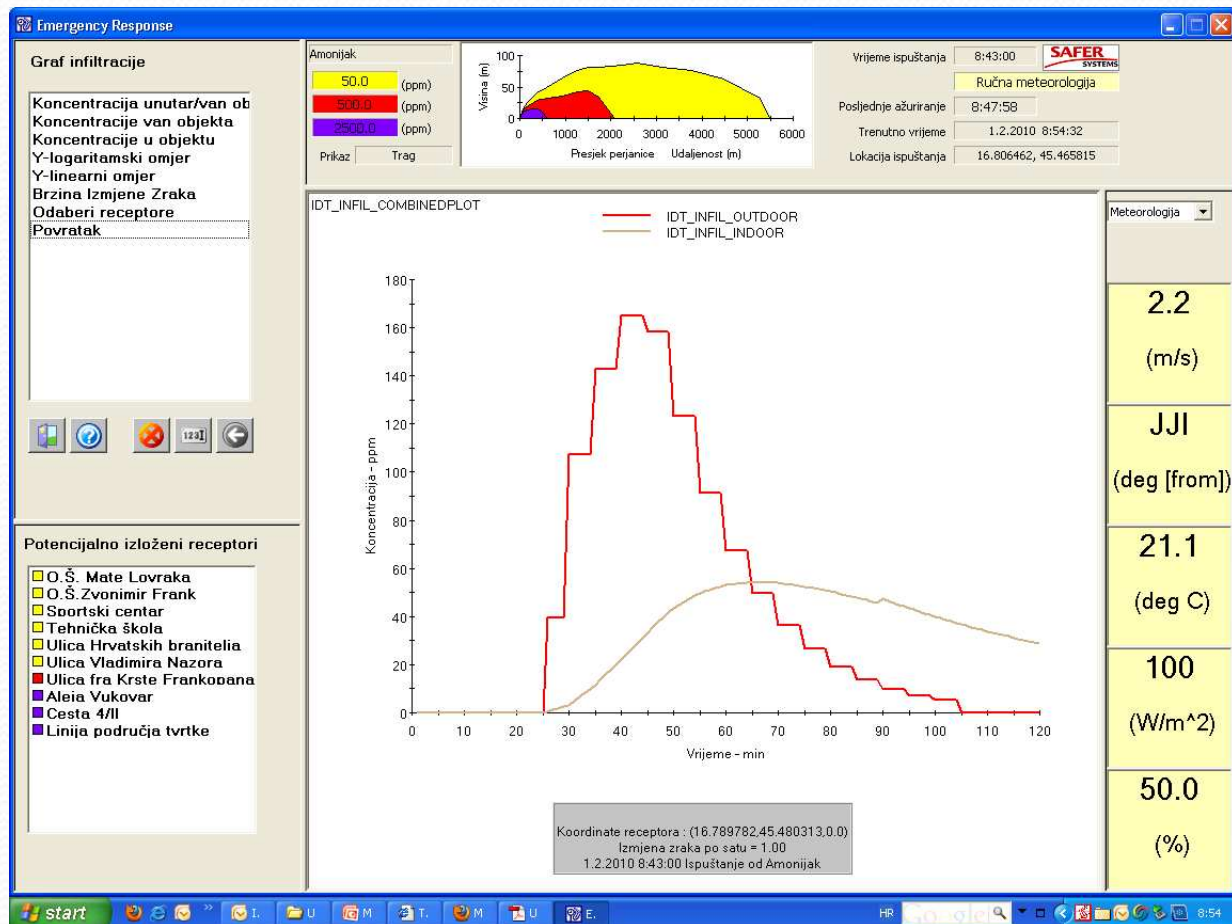 Emergency Response
Graf infiltracije
Koncentracija unutar/van ob
Koncentracije van objekta
Koncentracije u objektu
Y-logaritamski omjer
Y-linearni omjer
Brzina Izmjene Zraka
Odaberi receptore
Povratak
123
Potencijalno izloženi receptori
O.Š. Mate Lovraka
O.Š.Zvonimir Frank
Sportski centar
Tehnička škola
Ulica Hrvatskih branitelja
Ulica Vladimira Nazora
Ulica fra Krste Frankopana
Aleja Vukovar
Cesta 4/II
Linija područja tvrtke
Amonijak
50.0 (ppm)
500.0 (ppm)
2500.0 (ppm)
Prikaz Trag
Visina (m)
100
50
0
0 1000 2000 3000 4000 5000 6000
Presjek perjanice Udaljenost (m)
Vrijeme ispuštanja 8:43:00
SAFER
SYSTEMS
Ručna meteorologija
Posljednje ažuriranje 8:47:58
Trenutno vrijeme 1.2.2010 8:54:32
Lokacija ispuštanja 16.806462, 45.465815
IDT_INFIL_COMBINEDPLOT
IDT_INFIL_OUTDOOR
IDT_INFIL_INDOOR
Koncentracija - ppm
180
160
140
120
100
80
60
40
20
0
0 10 20 30 40 50 60 70 80 90 100 110 120
Vrijeme - min
Koordinate receptora : (16.789782,45.480313,0.0)
Izmjena zraka po satu = 1.00
1.2.2010 8:43:00 Ispuštanje od Amonijak
Meteorologija
2.2
(m/s)
JJI
(deg [from])
21.1
(deg C)
100
(W/m^2)
50.0
(%)
start
I.
U
M
T.
M
U
E.
HR
Google
8:54